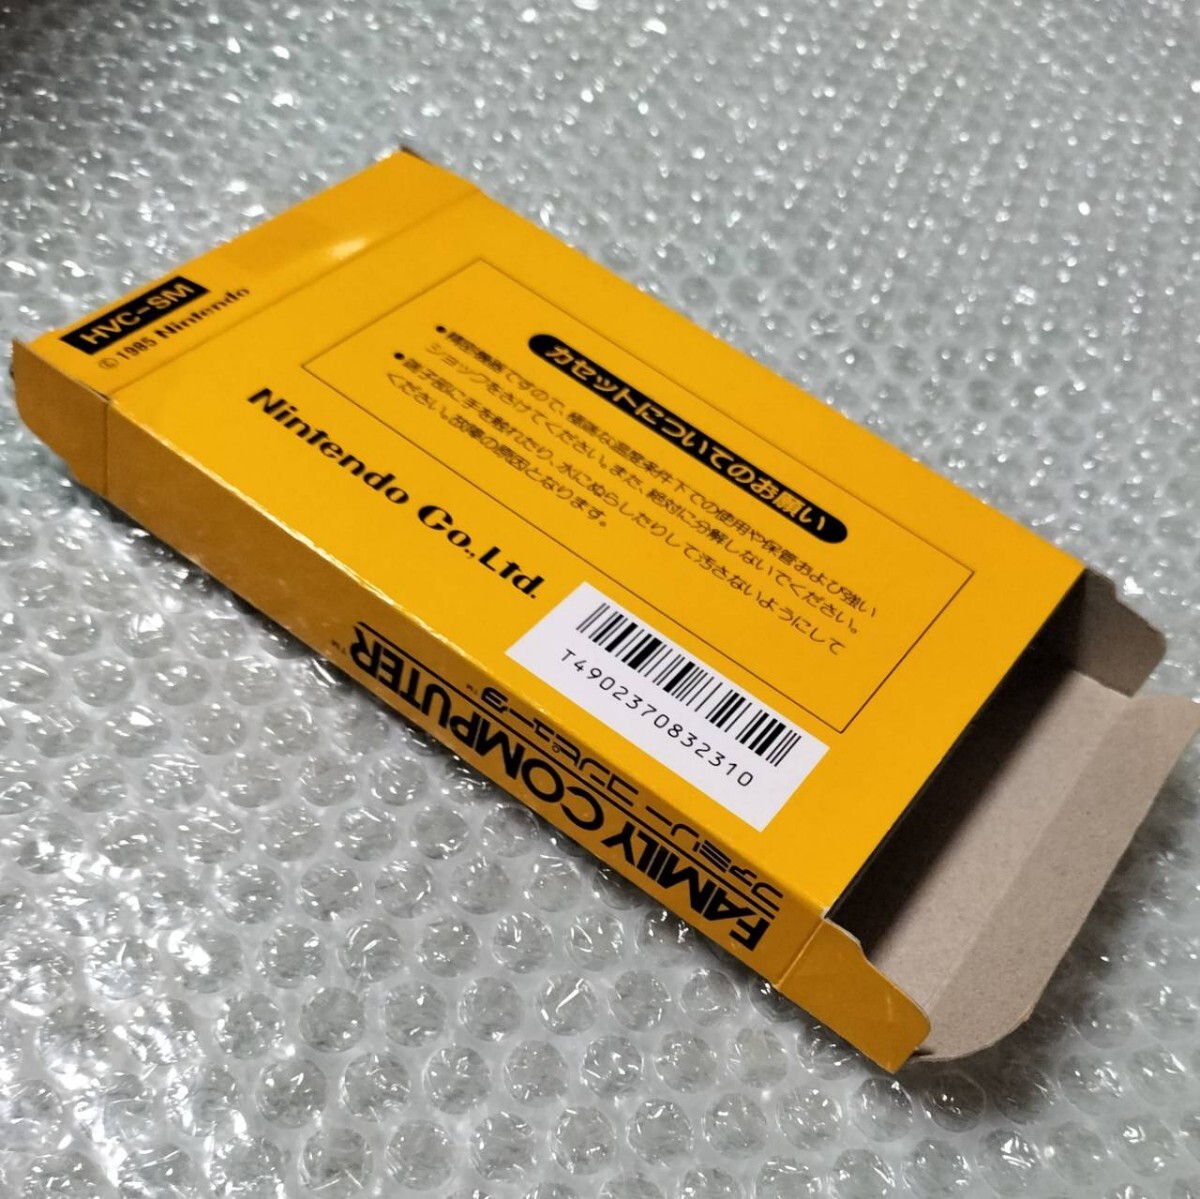 HVC-SM
© 1985 Nintendo
カセットについてのお願い
●精密機器ですので、極端な温度条件下での使用や保管および強い
ショックをさけてください。また、絶対に分解しないでください。
●端子部に手を触れたり、水にぬらしたりして汚さないようにして
ください。故障の原因となります。
Nintendo Co.,Ltd.
T4902370832310
FAMILY COMPUTER™
ファミリー コンピュータ™